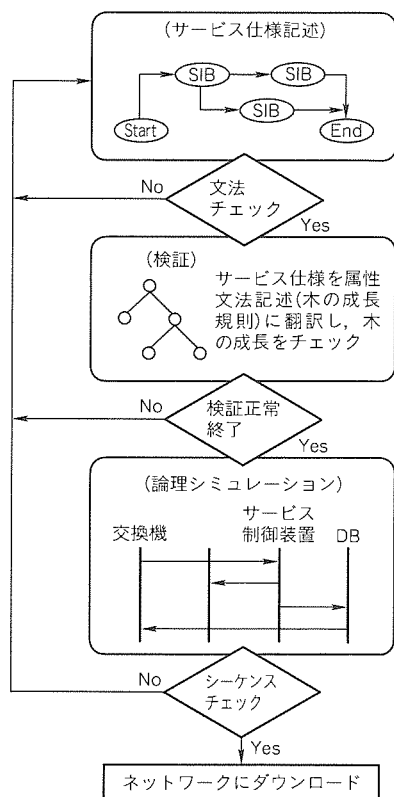 (サービス仕様記述)
SIB
SIB
SIB
Start
End
No
文法
チェック
Yes
(検証)
サービス仕様を属性
文法記述(木の成長
規則)に翻訳し,木
の成長をチェック
No
検証正常
終了
Yes
(論理シミュレーション)
交換機
サービス
制御装置
DB
No
シーケンス
チェック
Yes
ネットワークにダウンロード